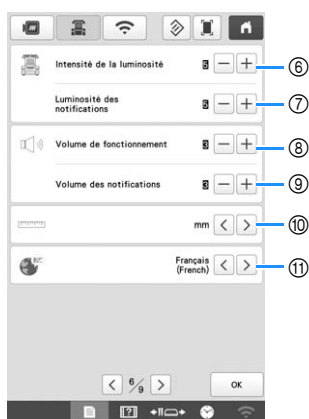 Intensité de la luminosité 5 − + ⑥
Luminosité des notifications 5 − + ⑦
Volume de fonctionnement 3 − + ⑧
Volume des notifications 3 − + ⑨
mm < > ⑩
Français (French) < > ⑪
< 6/9 > OK